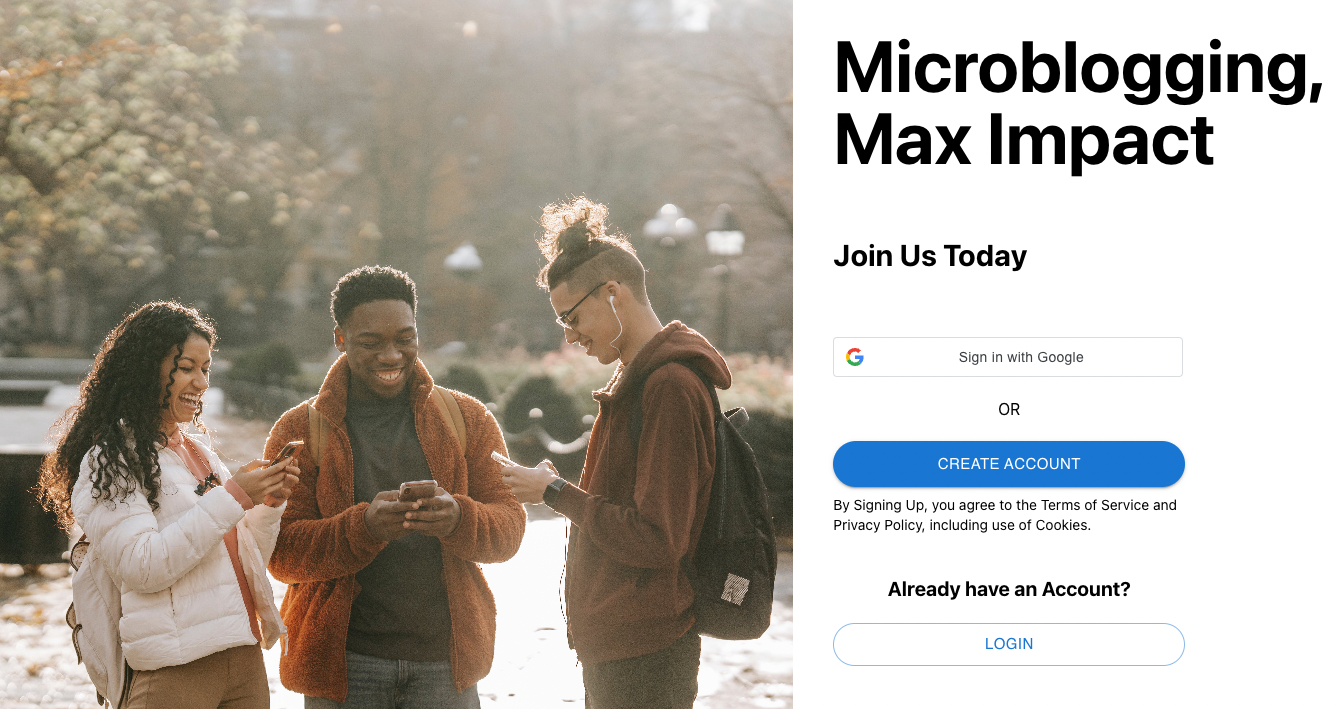 Microblogging,
Max Impact
Join Us Today
Sign in with Google
OR
CREATE ACCOUNT
By Signing Up, you agree to the Terms of Service and
Privacy Policy, including use of Cookies.
Already have an Account?
LOGIN